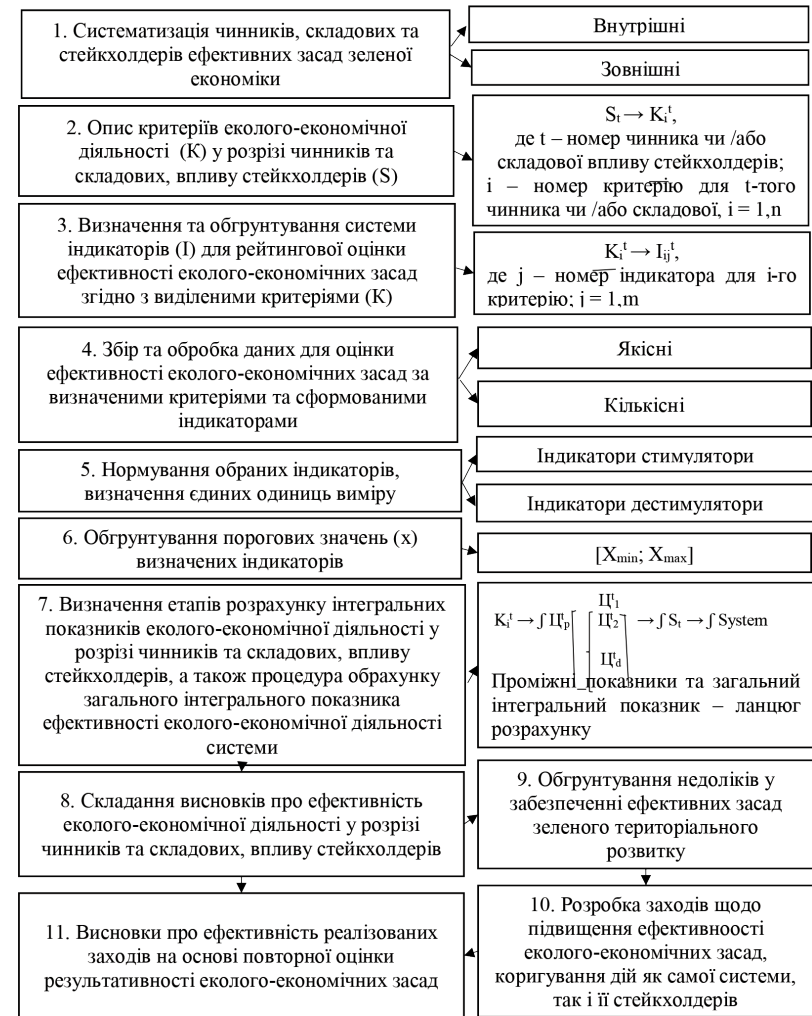 1. Систематизація чинників, складових та
стейкхолдерів ефективних засад зеленої
економіки
Внутрішні
Зовнішні
2. Опис критеріїв еколого-економічної
діяльності (К) у розрізі чинників та
складових, впливу стейкхолдерів (S)
Sₜ → Kᵢᵗ,
де t – номер чинника чи /або
складової впливу стейкхолдерів;
i – номер критерію для t-того
чинника чи /або складової, i = 1,n
3. Визначення та обгрунтування системи
індикаторів (I) для рейтингової оцінки
ефективності еколого-економічних засад
згідно з виділеними критеріями (К)
Kᵢᵗ → Iᵢⱼᵗ,
де j – номер індикатора для i-го
критерію; j = 1,m
4. Збір та обробка даних для оцінки
ефективності еколого-економічних засад за
визначеними критеріями та сформованими
індикаторами
Якісні
Кількісні
5. Нормування обраних індикаторів,
визначення єдиних одиниць виміру
Індикатори стимулятори
Індикатори дестимулятори
6. Обгрунтування порогових значень (х)
визначених індикаторів
[Xmin; Xmax]
7. Визначення етапів розрахунку інтегральних
показників еколого-економічної діяльності у
розрізі чинників та складових, впливу
стейкхолдерів, а також процедура обрахунку
загального інтегрального показника
ефективності еколого-економічної діяльності
системи
Цᵗ₁
Kᵢᵗ → ∫ Цᵗₚ Цᵗ₂ → ∫ Sₜ → ∫ System
Цᵗd
Проміжні показники та загальний
інтегральний показник – ланцюг
розрахунку
8. Складання висновків про ефективність
еколого-економічної діяльності у розрізі
чинників та складових, впливу стейкхолдерів
9. Обгрунтування недоліків у
забезпеченні ефективних засад
зеленого територіального
розвитку
10. Розробка заходів щодо
підвищення ефективноості
еколого-економічних засад,
коригування дій як самої системи,
так і її стейкхолдерів
11. Висновки про ефективність реалізованих
заходів на основі повторної оцінки
результативності еколого-економічних засад